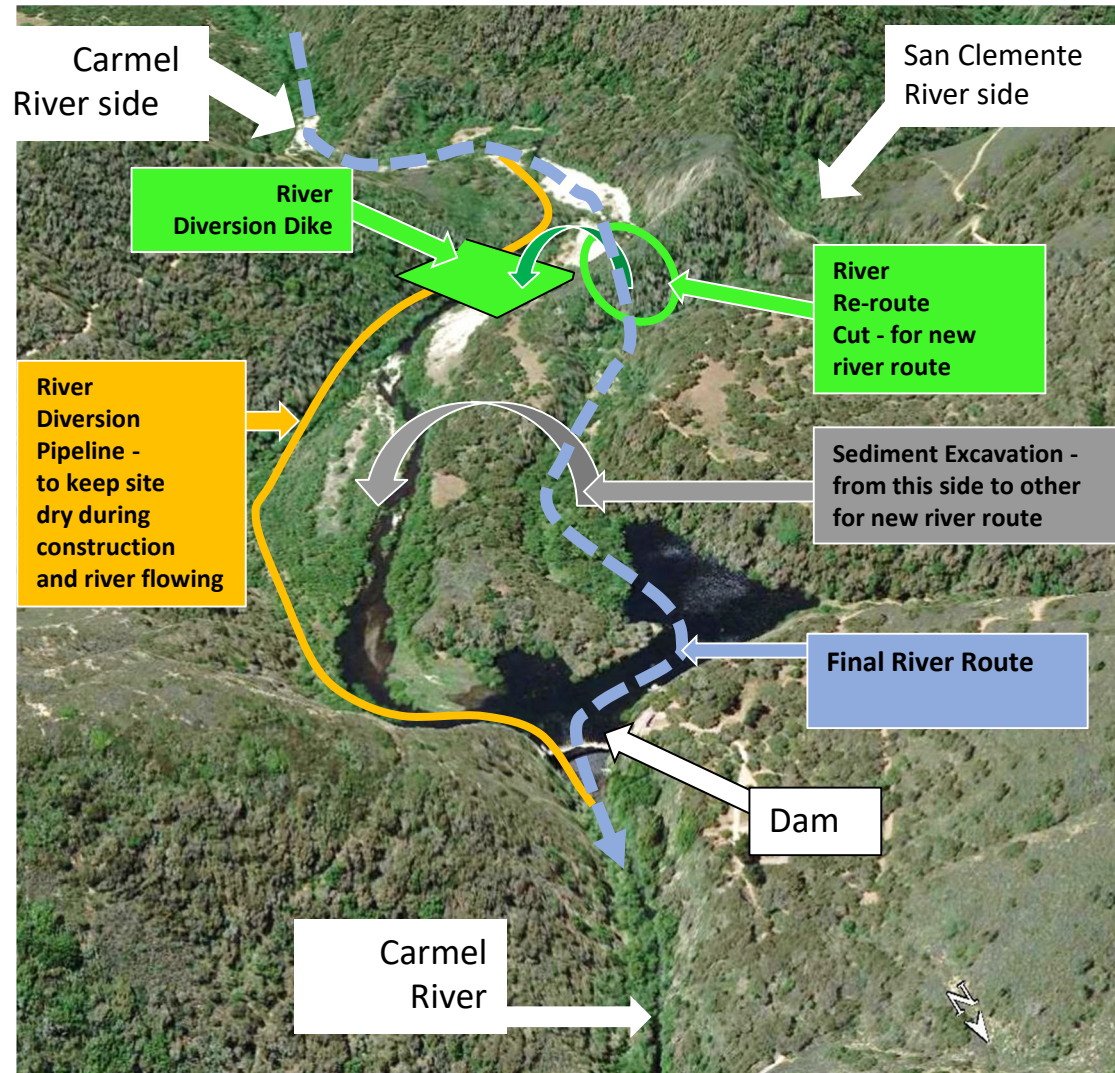 Carmel
River side
San Clemente
River side
River
Diversion Dike
River
Re-route
Cut - for new
river route
River
Diversion
Pipeline -
to keep site
dry during
construction
and river flowing
Sediment Excavation -
from this side to other
for new river route
Final River Route
Dam
Carmel
River
N